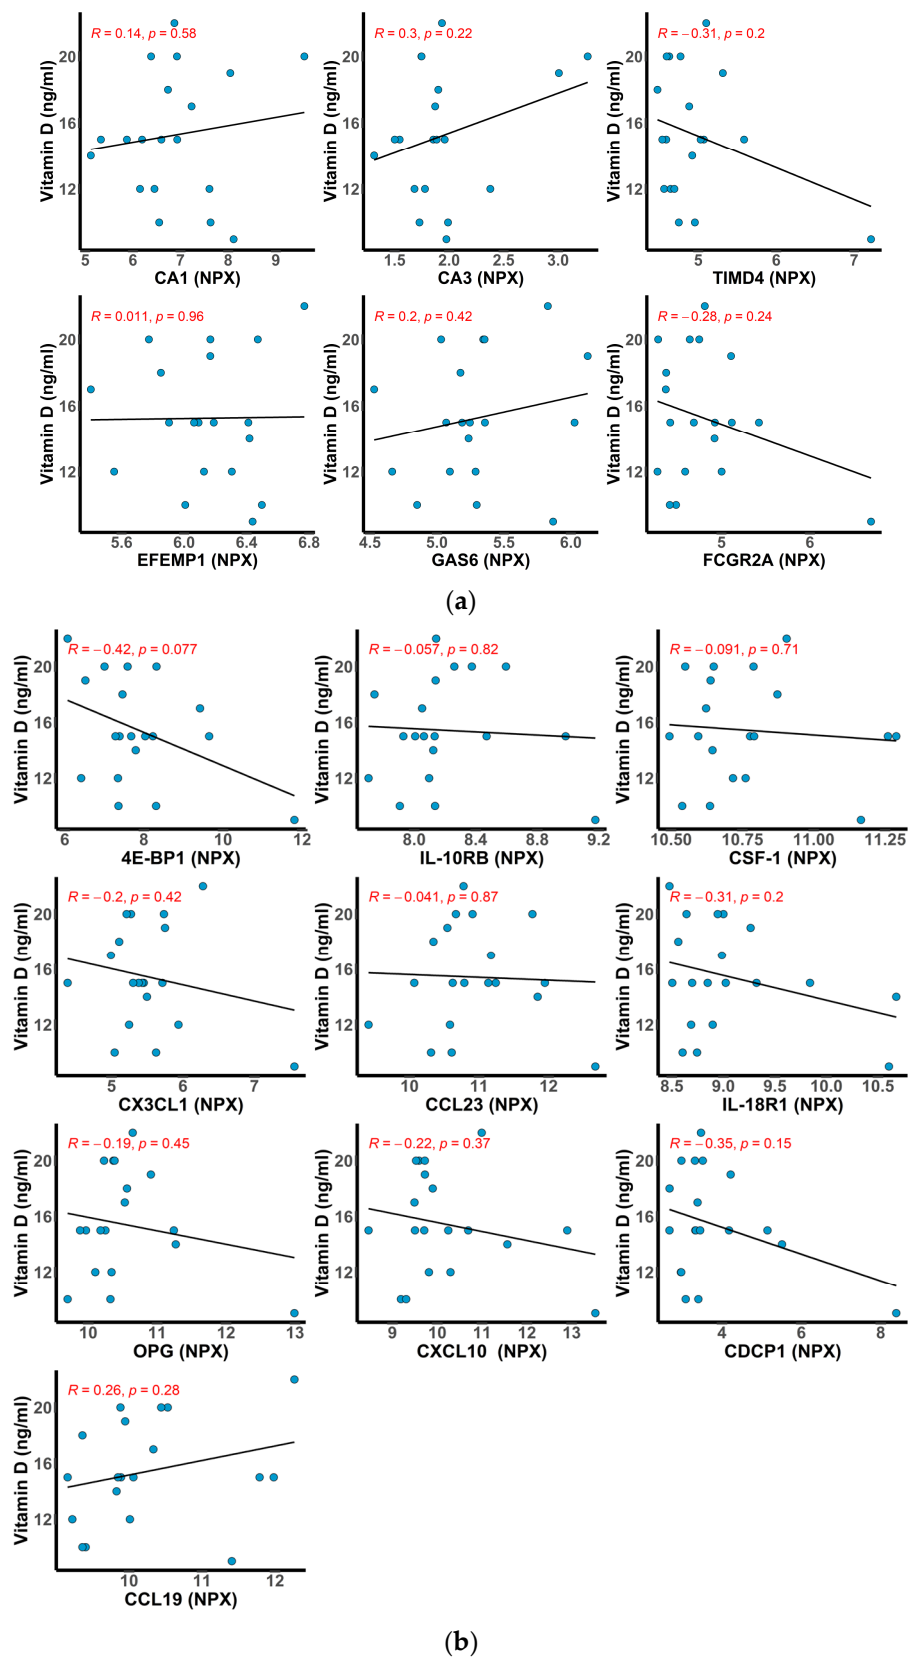 R = 0.14, p = 0.58
R = 0.3, p = 0.22
R = −0.31, p = 0.2
Vitamin D (ng/ml)
20
16
12
Vitamin D (ng/ml)
20
16
12
Vitamin D (ng/ml)
20
16
12
5 6 7 8 9
1.5 2.0 2.5 3.0
5 6 7
CA1 (NPX)
CA3 (NPX)
TIMD4 (NPX)
R = 0.011, p = 0.96
R = 0.2, p = 0.42
R = −0.28, p = 0.24
Vitamin D (ng/ml)
20
16
12
Vitamin D (ng/ml)
20
16
12
Vitamin D (ng/ml)
20
16
12
5.6 6.0 6.4 6.8
4.5 5.0 5.5 6.0
5 6
EFEMP1 (NPX)
GAS6 (NPX)
FCGR2A (NPX)
(a)
R = −0.42, p = 0.077
R = −0.057, p = 0.82
R = −0.091, p = 0.71
Vitamin D (ng/ml)
20
16
12
Vitamin D (ng/ml)
20
16
12
Vitamin D (ng/ml)
20
16
12
6 8 10 12
8.0 8.4 8.8 9.2
10.50 10.75 11.00 11.25
4E-BP1 (NPX)
IL-10RB (NPX)
CSF-1 (NPX)
R = −0.2, p = 0.42
R = −0.041, p = 0.87
R = −0.31, p = 0.2
Vitamin D (ng/ml)
20
16
12
Vitamin D (ng/ml)
20
16
12
Vitamin D (ng/ml)
20
16
12
5 6 7
10 11 12
8.5 9.0 9.5 10.0 10.5
CX3CL1 (NPX)
CCL23 (NPX)
IL-18R1 (NPX)
R = −0.19, p = 0.45
R = −0.22, p = 0.37
R = −0.35, p = 0.15
Vitamin D (ng/ml)
20
16
12
Vitamin D (ng/ml)
20
16
12
Vitamin D (ng/ml)
20
16
12
10 11 12 13
9 10 11 12 13
4 6 8
OPG (NPX)
CXCL10 (NPX)
CDCP1 (NPX)
R = 0.26, p = 0.28
Vitamin D (ng/ml)
20
16
12
10 11 12
CCL19 (NPX)
(b)